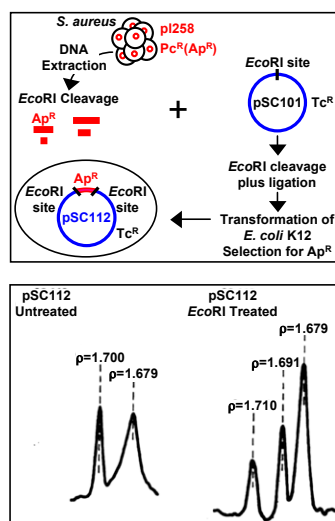 S. aureus
pI258
Pc^R(Ap^R)
DNA
Extraction
EcoRI Cleavage
Ap^R
+
EcoRI site
pSC101
Tc^R
EcoRI cleavage
plus ligation
Transformation of
E. coli K12
Selection for Ap^R
Ap^R
EcoRI
site
EcoRI
site
pSC112
Tc^R
pSC112
Untreated
ρ=1.700
ρ=1.679
pSC112
EcoRI Treated
ρ=1.679
ρ=1.691
ρ=1.710